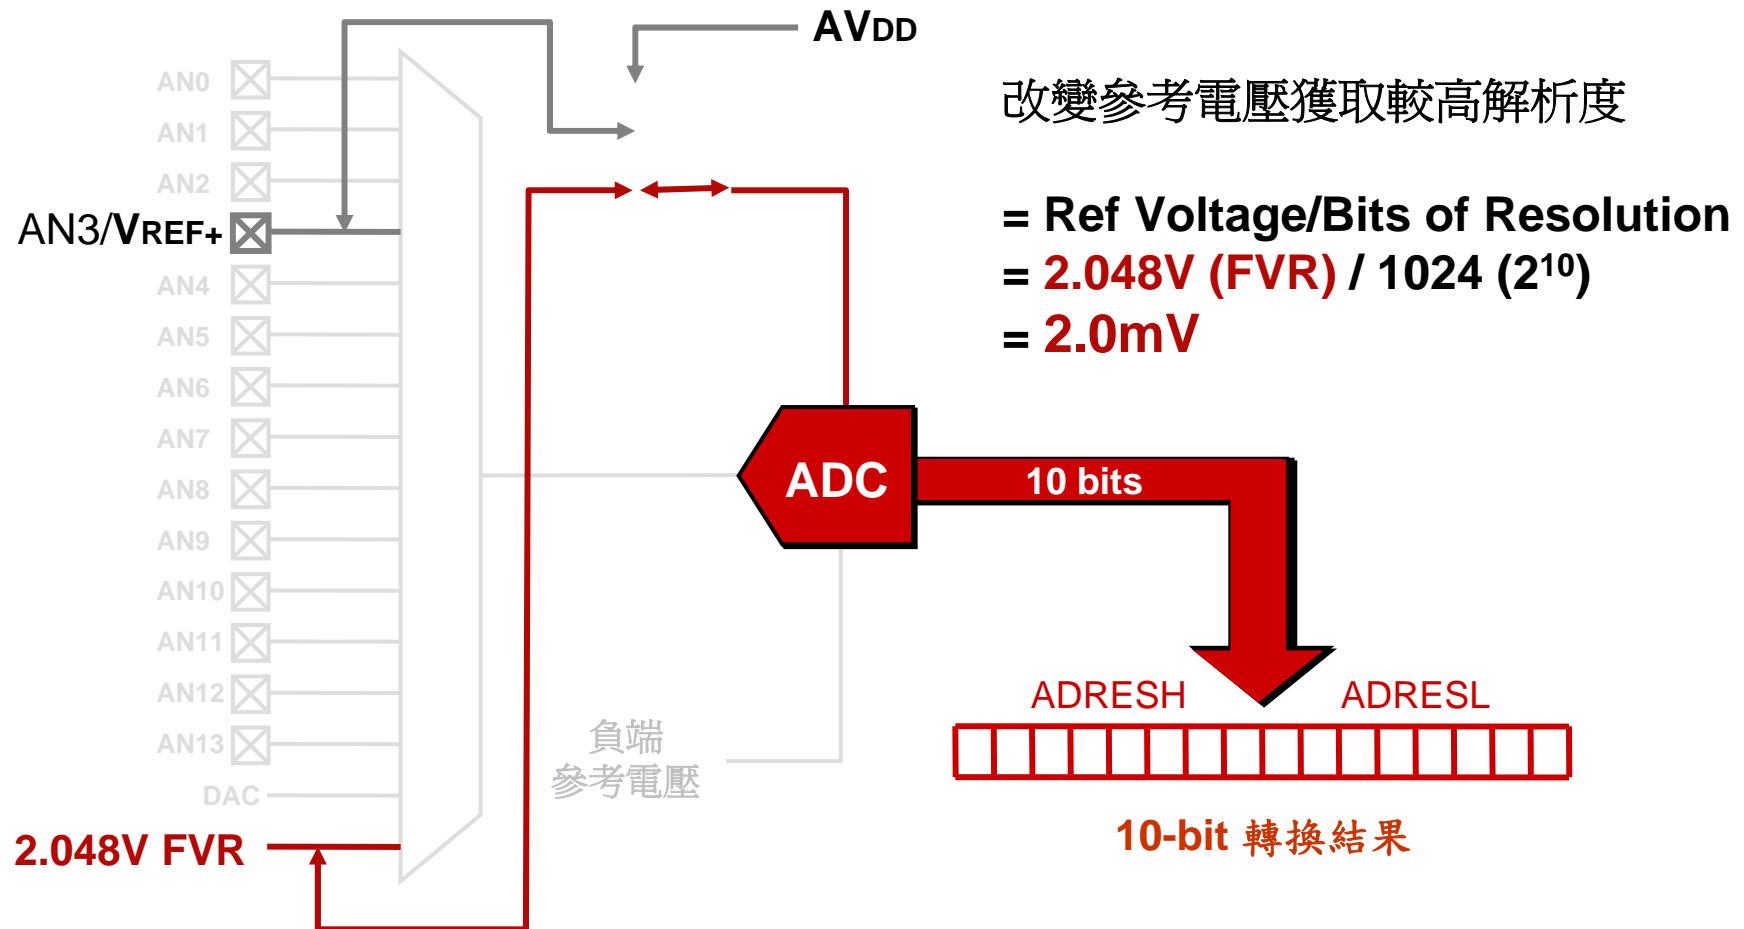 AVDD
AN0
AN1
AN2
AN3/VREF+
AN4
AN5
AN6
AN7
AN8
AN9
AN10
AN11
AN12
AN13
DAC
2.048V FVR
改變參考電壓獲取較高解析度
= Ref Voltage/Bits of Resolution
= 2.048V (FVR) / 1024 (2¹⁰)
= 2.0mV
ADC
10 bits
負端
參考電壓
ADRESH
ADRESL
10-bit 轉換結果